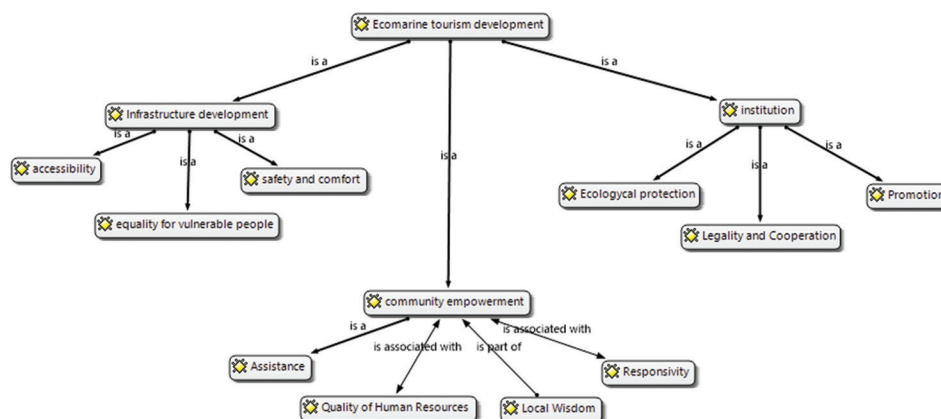 Ecomarine tourism development
is a
is a
is a
Infrastructure development
institution
is a
is a
is a
is a
is a
is a
accessibility
safety and comfort
equality for vulnerable people
Ecologycal protection
Promotion
Legality and Cooperation
community empowerment
is a
is associated with
is part of
is associated with
Assistance
Responsivity
Quality of Human Resources
Local Wisdom